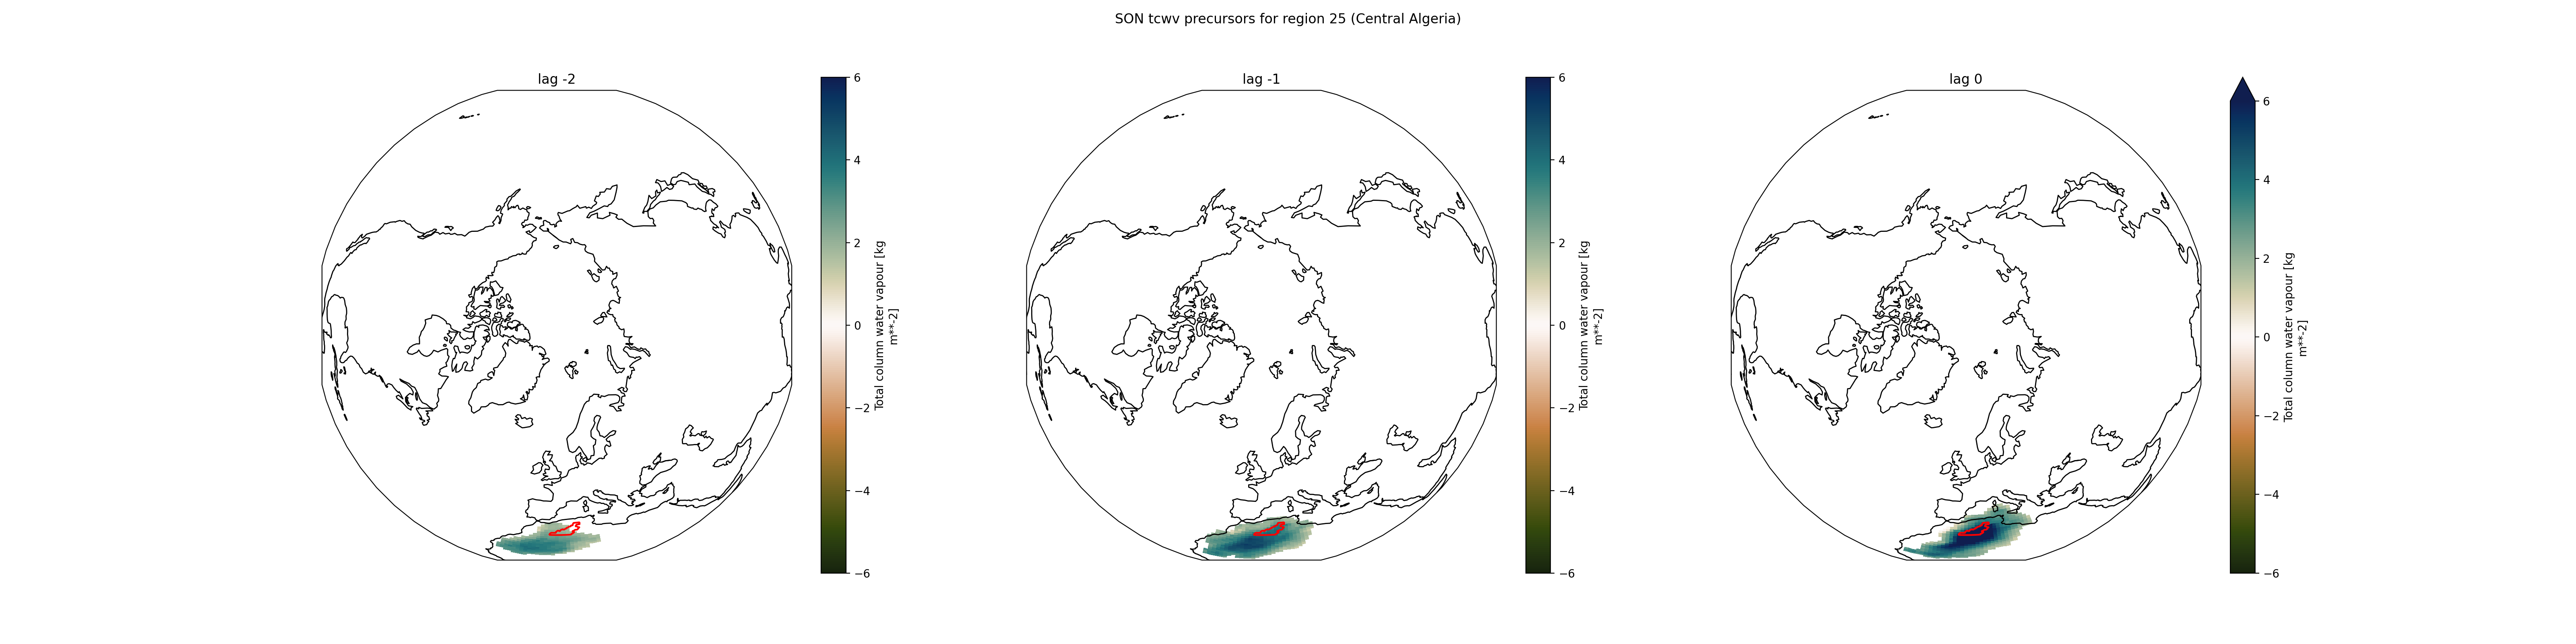 SON tcwv precursors for region 25 (Central Algeria)
lag -2
6
4
2
0
−2
−4
−6
Total column water vapour [kg
m**-2]
lag -1
6
4
2
0
−2
−4
−6
Total column water vapour [kg
m**-2]
lag 0
6
4
2
0
−2
−4
−6
Total column water vapour [kg
m**-2]